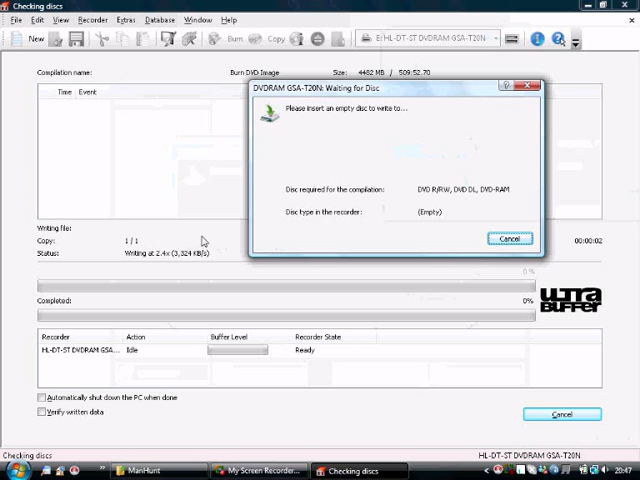 Checking discs
File Edit View Recorder Extras Database Window Help
New Burn Copy E: HL-DT-ST DVDRAM GSA-T20N
Compilation name: Burn DVD Image Size: 4482 MB / 509:52.70
Time Event
DVDRAM GSA-T20N: Waiting for Disc
Please insert an empty disc to write to...
Disc required for the compilation: DVD R/RW, DVD DL, DVD-RAM
Disc type in the recorder: (Empty)
Cancel
Writing file:
Copy: 1 / 1 00:00:02
Status: Writing at 2.4x (3,324 KB/s)
0 %
Completed: 0%
ULTRA
BUFFER
Recorder Action Buffer Level Recorder State
HL-DT-ST DVDRAM GSA... Idle Ready
Automatically shut down the PC when done
Verify written data
Cancel
Checking discs HL-DT-ST DVDRAM GSA-T20N
ManHunt My Screen Recorder... Checking discs 20:47